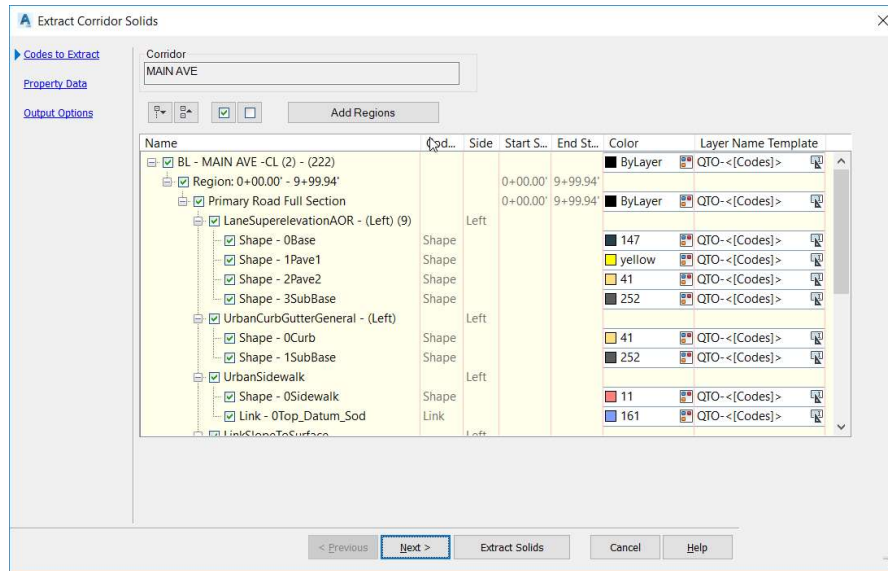 Extract Corridor Solids
Codes to Extract
Property Data
Output Options
Corridor
MAIN AVE
Add Regions
Name Cod... Side Start S... End St... Color Layer Name Template
BL - MAIN AVE -CL (2) - (222) ByLayer QTO-<[Codes]>
Region: 0+00.00' - 9+99.94' 0+00.00' 9+99.94'
Primary Road Full Section 0+00.00' 9+99.94' ByLayer QTO-<[Codes]>
LaneSuperelevationAOR - (Left) (9) Left
Shape - 0Base Shape 147 QTO-<[Codes]>
Shape - 1Pave1 Shape yellow QTO-<[Codes]>
Shape - 2Pave2 Shape 41 QTO-<[Codes]>
Shape - 3SubBase Shape 252 QTO-<[Codes]>
UrbanCurbGutterGeneral - (Left) Left
Shape - 0Curb Shape 41 QTO-<[Codes]>
Shape - 1SubBase Shape 252 QTO-<[Codes]>
UrbanSidewalk Left
Shape - 0Sidewalk Shape 11 QTO-<[Codes]>
Link - 0Top_Datum_Sod Link 161 QTO-<[Codes]>
LinkSlopeToSurface Left
< Previous Next > Extract Solids Cancel Help